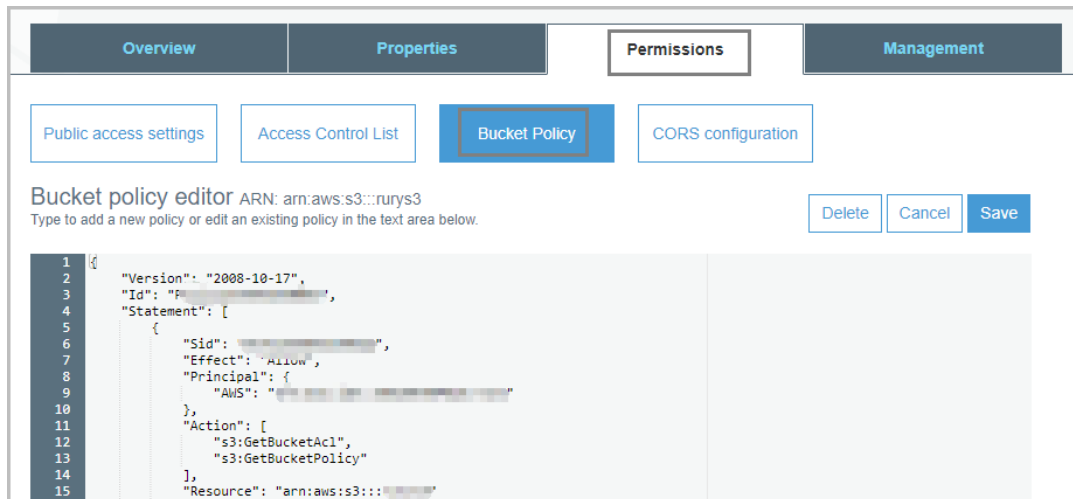 Overview Properties Permissions Management
Public access settings Access Control List Bucket Policy CORS configuration
Bucket policy editor ARN: arn:aws:s3:::rurys3
Type to add a new policy or edit an existing policy in the text area below.
Delete Cancel Save
1 {
2 "Version": "2008-10-17",
3 "Id": "P ",
4 "Statement": [
5 {
6 "Sid": " ",
7 "Effect": "Allow",
8 "Principal": {
9 "AWS": " "
10 },
11 "Action": [
12 "s3:GetBucketAcl",
13 "s3:GetBucketPolicy"
14 ],
15 "Resource": "arn:aws:s3::: "